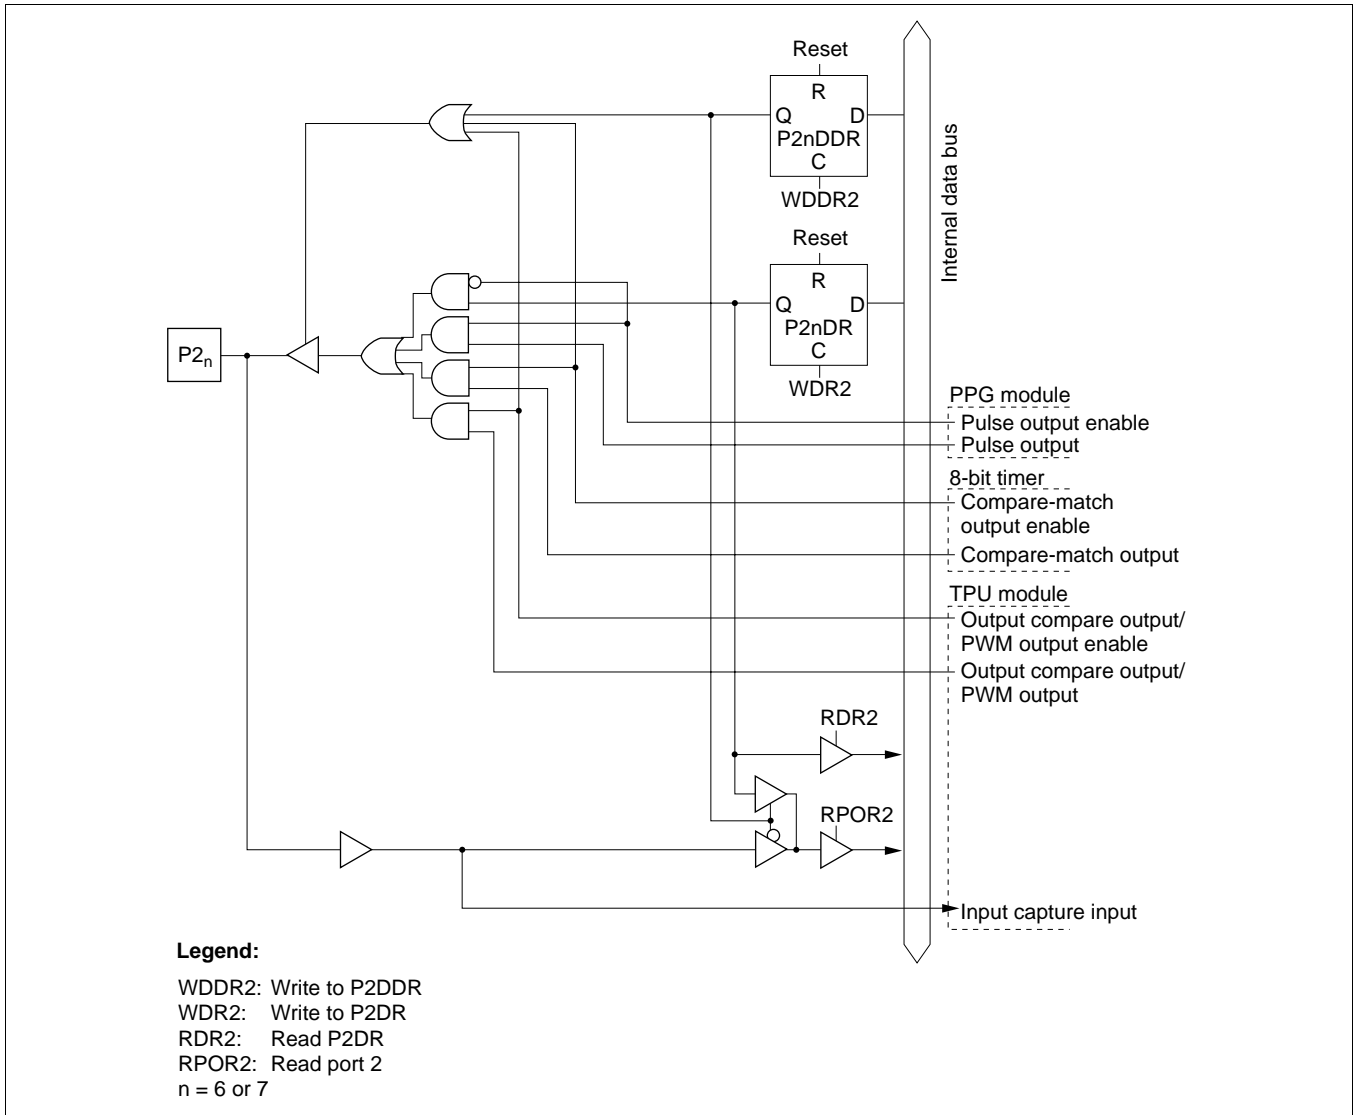 Reset
R
Q D
P2nDDR
C
WDDR2
Internal data bus
Reset
R
Q D
P2nDR
C
WDR2
P2n
PPG module
Pulse output enable
Pulse output
8-bit timer
Compare-match
output enable
Compare-match output
TPU module
Output compare output/
PWM output enable
Output compare output/
PWM output
RDR2
RPOR2
Input capture input
Legend:
WDDR2: Write to P2DDR
WDR2: Write to P2DR
RDR2: Read P2DR
RPOR2: Read port 2
n = 6 or 7